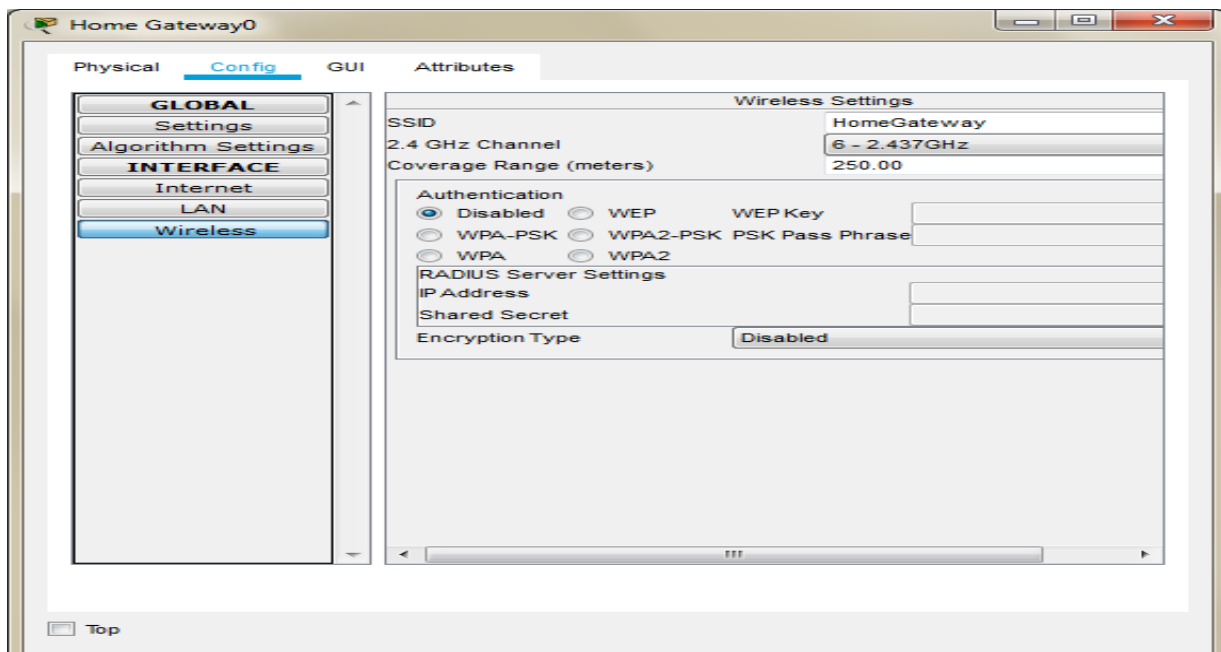 Home Gateway0
Physical Config GUI Attributes
GLOBAL
Settings
Algorithm Settings
INTERFACE
Internet
LAN
Wireless
Wireless Settings
SSID HomeGateway
2.4 GHz Channel 6 - 2.437GHz
Coverage Range (meters) 250.00
Authentication
Disabled WEP WEP Key
WPA-PSK WPA2-PSK PSK Pass Phrase
WPA WPA2
RADIUS Server Settings
IP Address
Shared Secret
Encryption Type Disabled
Top